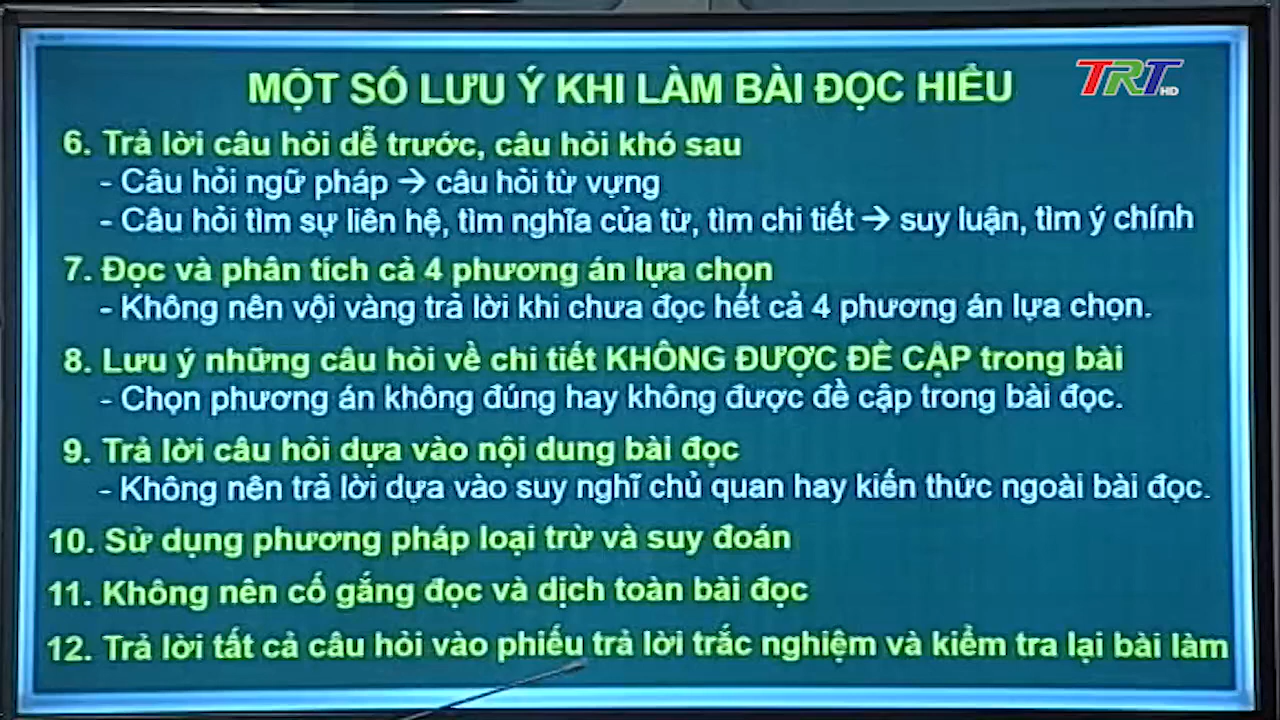 MỘT SỐ LƯU Ý KHI LÀM BÀI ĐỌC HIỂU
TRT HD
6. Trả lời câu hỏi dễ trước, câu hỏi khó sau
- Câu hỏi ngữ pháp → câu hỏi từ vựng
- Câu hỏi tìm sự liên hệ, tìm nghĩa của từ, tìm chi tiết → suy luận, tìm ý chính
7. Đọc và phân tích cả 4 phương án lựa chọn
- Không nên vội vàng trả lời khi chưa đọc hết cả 4 phương án lựa chọn.
8. Lưu ý những câu hỏi về chi tiết KHÔNG ĐƯỢC ĐỀ CẬP trong bài
- Chọn phương án không đúng hay không được đề cập trong bài đọc.
9. Trả lời câu hỏi dựa vào nội dung bài đọc
- Không nên trả lời dựa vào suy nghĩ chủ quan hay kiến thức ngoài bài đọc.
10. Sử dụng phương pháp loại trừ và suy đoán
11. Không nên cố gắng đọc và dịch toàn bài đọc
12. Trả lời tất cả câu hỏi vào phiếu trả lời trắc nghiệm và kiểm tra lại bài làm